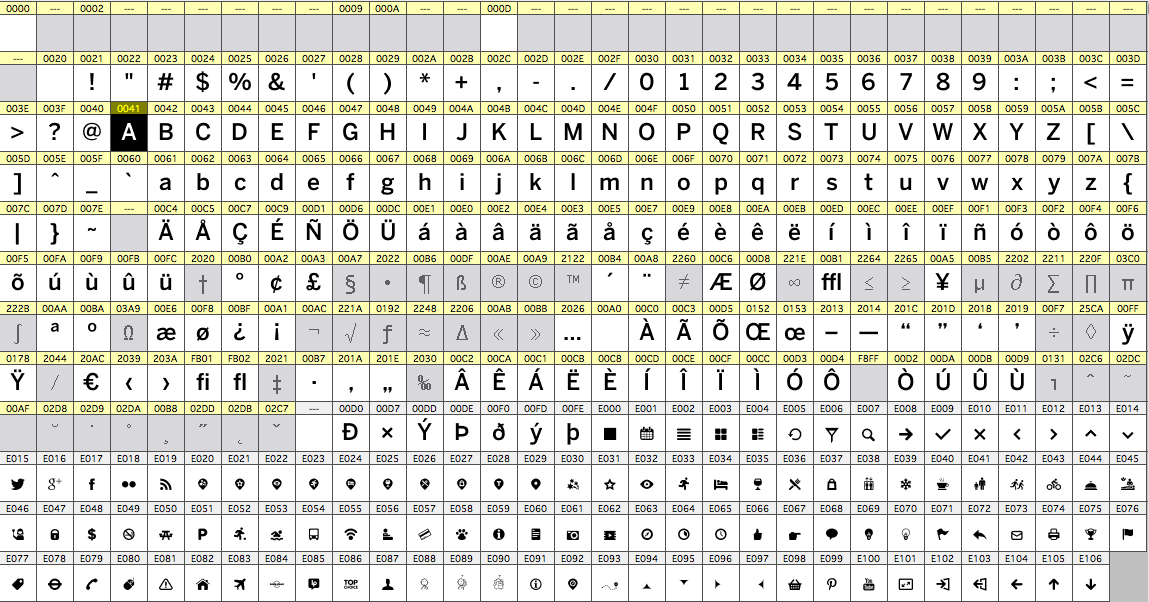 0000 --- 0002 --- --- --- --- --- --- 0009 000A --- --- 000D --- --- --- --- --- --- --- --- --- --- --- --- --- --- --- --- ---
--- 0020 0021 0022 0023 0024 0025 0026 0027 0028 0029 002A 002B 002C 002D 002E 002F 0030 0031 0032 0033 0034 0035 0036 0037 0038 0039 003A 003B 003C 003D
! " # $ % & ' ( ) * + , - . / 0 1 2 3 4 5 6 7 8 9 : ; < =
003E 003F 0040 0041 0042 0043 0044 0045 0046 0047 0048 0049 004A 004B 004C 004D 004E 004F 0050 0051 0052 0053 0054 0055 0056 0057 0058 0059 005A 005B 005C
> ? @ A B C D E F G H I J K L M N O P Q R S T U V W X Y Z [ \
005D 005E 005F 0060 0061 0062 0063 0064 0065 0066 0067 0068 0069 006A 006B 006C 006D 006E 006F 0070 0071 0072 0073 0074 0075 0076 0077 0078 0079 007A 007B
] ^ _ ` a b c d e f g h i j k l m n o p q r s t u v w x y z {
007C 007D 007E --- 00C4 00C5 00C7 00C9 00D1 00D6 00DC 00E1 00E0 00E2 00E4 00E3 00E5 00E7 00E9 00E8 00EA 00EB 00ED 00EC 00EE 00EF 00F1 00F3 00F2 00F4 00F6
| } ~ Ä Å Ç É Ñ Ö Ü á à â ä ã å ç é è ê ë í ì î ï ñ ó ò ô ö
00F5 00FA 00F9 00FB 00FC 2020 00B0 00A2 00A3 00A7 2022 00B6 00DF 00AE 00A9 2122 00B4 00A8 2260 00C6 00D8 221E 00B1 2264 2265 00A5 00B5 2202 2211 220F 03C0
õ ú ù û ü † ° ¢ £ § • ¶ ß ® © ™ ´ ¨ ≠ Æ Ø ∞ ffl ≤ ≥ ¥ µ ∂ ∑ ∏ π
222B 00AA 00BA 03A9 00E6 00F8 00BF 00A1 00AC 221A 0192 2248 2206 00AB 00BB 2026 00A0 00C0 00C3 00D5 0152 0153 2013 2014 201C 201D 2018 2019 00F7 25CA 00FF
∫ ª º Ω æ ø ¿ ¡ ¬ √ ƒ ≈ ∆ « » … À Ã Õ Œ œ – — “ ” ‘ ’ ÷ ◊ ÿ
0178 2044 20AC 2039 203A FB01 FB02 2021 00B7 201A 201E 2030 00C2 00CA 00C1 00CB 00C8 00CD 00CE 00CF 00CC 00D3 00D4 F8FF 00D2 00DA 00DB 00D9 0131 02C6 02DC
Ÿ ⁄ € ‹ › fi fl ‡ · ‚ „ ‰ Â Ê Á Ë È Í Î Ï Ì Ó Ô Ò Ú Û Ù ı ˆ ˜
00AF 02D8 02D9 02DA 00B8 02DD 02DB 02C7 --- 00D0 00D7 00DD 00DE 00F0 00FD 00FE E000 E001 E002 E003 E004 E005 E006 E007 E008 E009 E010 E011 E012 E013 E014
˘ ˙ ˚ ¸ ˝ ˛ ˇ Ð × Ý Þ ð ý þ
E015 E016 E017 E018 E019 E020 E021 E022 E023 E024 E025 E026 E027 E028 E029 E030 E031 E032 E033 E034 E035 E036 E037 E038 E039 E040 E041 E042 E043 E044 E045
g+ f
E046 E047 E048 E049 E050 E051 E052 E053 E054 E055 E056 E057 E058 E059 E060 E061 E062 E063 E064 E065 E066 E067 E068 E069 E070 E071 E072 E073 E074 E075 E076
$ P
E077 E078 E079 E080 E081 E082 E083 E084 E085 E086 E087 E088 E089 E090 E091 E092 E093 E094 E095 E096 E097 E098 E099 E100 E101 E102 E103 E104 E105 E106
TOP
CHOICE